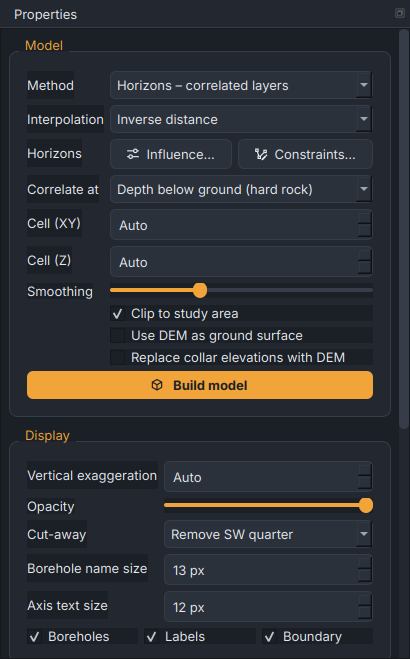 Properties
Model
Method Horizons – correlated layers
Interpolation Inverse distance
Horizons Influence... Constraints...
Correlate at Depth below ground (hard rock)
Cell (XY) Auto
Cell (Z) Auto
Smoothing
Clip to study area
Use DEM as ground surface
Replace collar elevations with DEM
Build model
Display
Vertical exaggeration Auto
Opacity
Cut-away Remove SW quarter
Borehole name size 13 px
Axis text size 12 px
Boreholes Labels Boundary